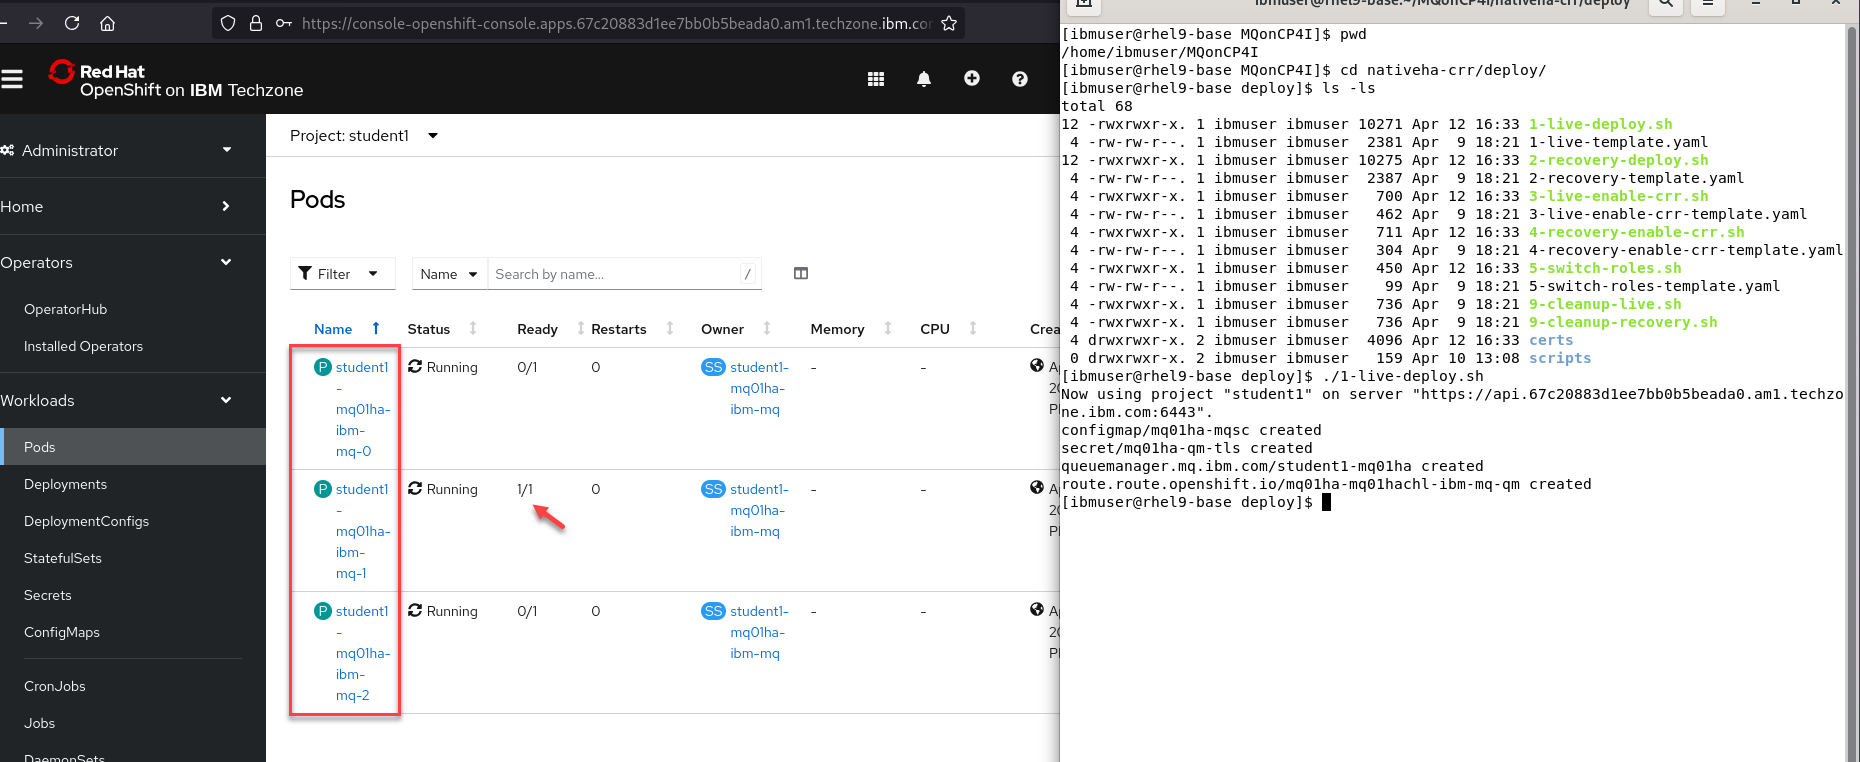 https://console-openshift-console.apps.67c20883d1ee7bb0b5beada0.am1.techzone.ibm.com
Red Hat
OpenShift on IBM Techzone
Administrator
Home
Operators
OperatorHub
Installed Operators
Workloads
Pods
Deployments
DeploymentConfigs
StatefulSets
Secrets
ConfigMaps
CronJobs
Jobs
DaemonSets
Project: student1
Pods
Filter
Name
Search by name...
/
Name Status Ready Restarts Owner Memory CPU Crea
P student1 Running 0/1 0 SS student1- - -
-
mq01ha- mq01ha-
ibm- ibm-mq
mq-0
P student1 Running 1/1 0 SS student1- - -
-
mq01ha- mq01ha-
ibm- ibm-mq
mq-1
P student1 Running 0/1 0 SS student1- - -
-
mq01ha- mq01ha-
ibm- ibm-mq
mq-2
ibmuser@rhel9-base:~/MQonCP4I/nativeha-crr/deploy
[ibmuser@rhel9-base MQonCP4I]$ pwd
/home/ibmuser/MQonCP4I
[ibmuser@rhel9-base MQonCP4I]$ cd nativeha-crr/deploy/
[ibmuser@rhel9-base deploy]$ ls -ls
total 68
12 -rwxrwxr-x. 1 ibmuser ibmuser 10271 Apr 12 16:33 1-live-deploy.sh
4 -rw-rw-r--. 1 ibmuser ibmuser 2381 Apr 9 18:21 1-live-template.yaml
12 -rwxrwxr-x. 1 ibmuser ibmuser 10275 Apr 12 16:33 2-recovery-deploy.sh
4 -rw-rw-r--. 1 ibmuser ibmuser 2387 Apr 9 18:21 2-recovery-template.yaml
4 -rwxrwxr-x. 1 ibmuser ibmuser 700 Apr 12 16:33 3-live-enable-crr.sh
4 -rw-rw-r--. 1 ibmuser ibmuser 462 Apr 9 18:21 3-live-enable-crr-template.yaml
4 -rwxrwxr-x. 1 ibmuser ibmuser 711 Apr 12 16:33 4-recovery-enable-crr.sh
4 -rw-rw-r--. 1 ibmuser ibmuser 304 Apr 9 18:21 4-recovery-enable-crr-template.yaml
4 -rwxrwxr-x. 1 ibmuser ibmuser 450 Apr 12 16:33 5-switch-roles.sh
4 -rw-rw-r--. 1 ibmuser ibmuser 99 Apr 9 18:21 5-switch-roles-template.yaml
4 -rwxrwxr-x. 1 ibmuser ibmuser 736 Apr 9 18:21 9-cleanup-live.sh
4 -rwxrwxr-x. 1 ibmuser ibmuser 736 Apr 9 18:21 9-cleanup-recovery.sh
4 drwxrwxr-x. 2 ibmuser ibmuser 4096 Apr 12 16:33 certs
0 drwxrwxr-x. 2 ibmuser ibmuser 159 Apr 10 13:08 scripts
[ibmuser@rhel9-base deploy]$ ./1-live-deploy.sh
Now using project "student1" on server "https://api.67c20883d1ee7bb0b5beada0.am1.techzo
ne.ibm.com:6443".
configmap/mq01ha-mqsc created
secret/mq01ha-qm-tls created
queuemanager.mq.ibm.com/student1-mq01ha created
route.route.openshift.io/mq01ha-mq01hachl-ibm-mq-qm created
[ibmuser@rhel9-base deploy]$